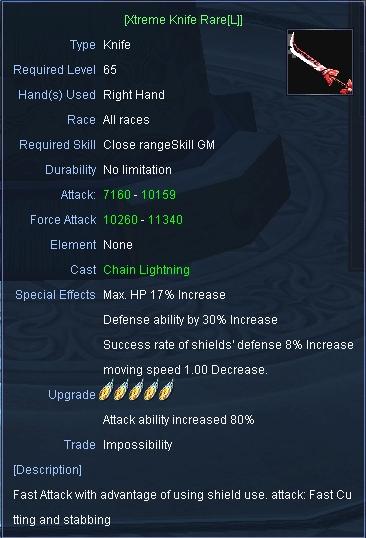 [Xtreme Knife Rare[L]]
Type Knife
Required Level 65
Hand(s) Used Right Hand
Race All races
Required Skill Close rangeSkill GM
Durability No limitation
Attack: 7160 - 10159
Force Attack 10260 - 11340
Element None
Cast Chain Lightning
Special Effects Max. HP 17% Increase
Defense ability by 30% Increase
Success rate of shields' defense 8% Increase
moving speed 1.00 Decrease.
Upgrade
Attack ability increased 80%
Trade Impossibility
[Description]
Fast Attack with advantage of using shield use. attack: Fast Cu
tting and stabbing